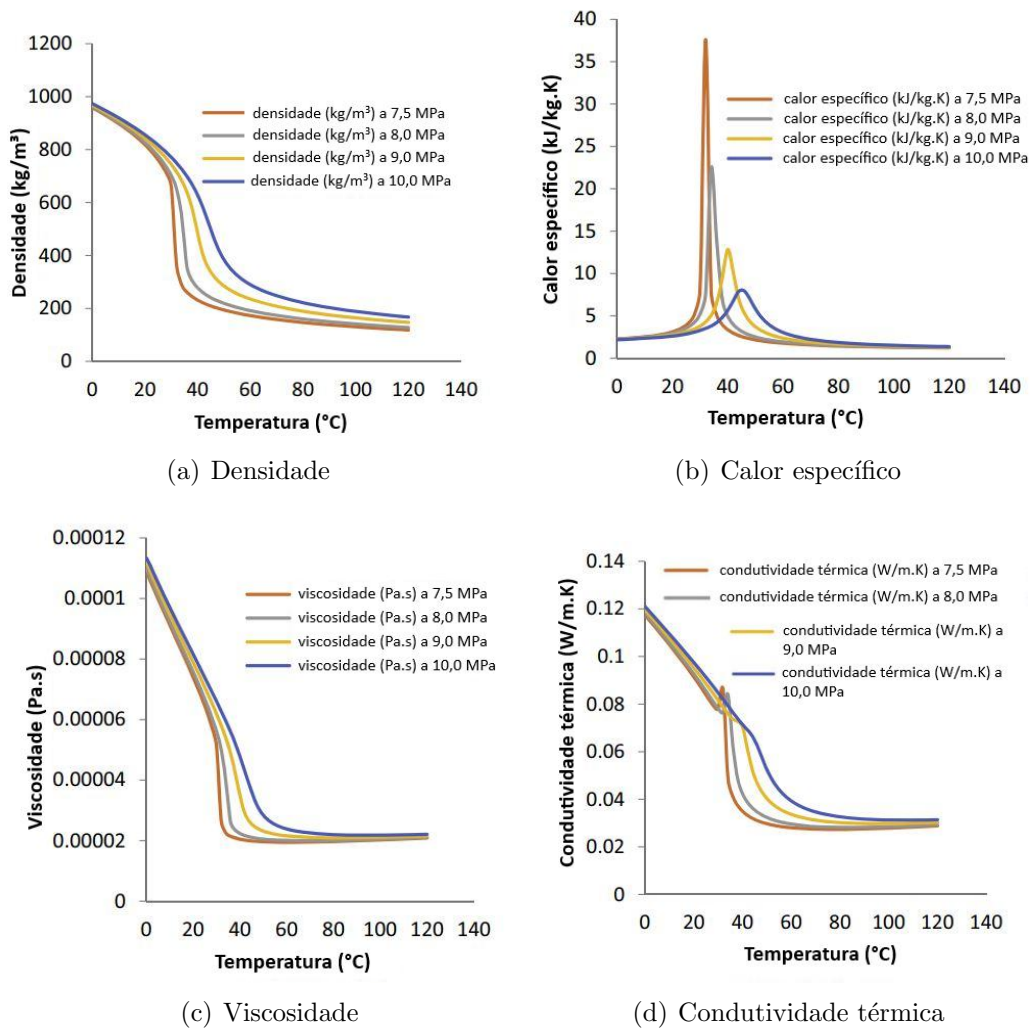 1200
1000
800
600
400
200
0
0 20 40 60 80 100 120 140
Densidade (kg/m³)
densidade (kg/m³) a 7,5 MPa
densidade (kg/m³) a 8,0 MPa
densidade (kg/m³) a 9,0 MPa
densidade (kg/m³) a 10,0 MPa
Temperatura (°C)
(a) Densidade
40
35
30
25
20
15
10
5
0
0 20 40 60 80 100 120 140
Calor específico (kJ/kg.K)
calor específico (kJ/kg.K) a 7,5 MPa
calor específico (kJ/kg.K) a 8,0 MPa
calor específico (kJ/kg.K) a 9,0 MPa
calor específico (kJ/kg.K) a 10,0 MPa
Temperatura (°C)
(b) Calor específico
0.00012
0.0001
0.00008
0.00006
0.00004
0.00002
0
0 20 40 60 80 100 120 140
Viscosidade (Pa.s)
viscosidade (Pa.s) a 7,5 MPa
viscosidade (Pa.s) a 8,0 MPa
viscosidade (Pa.s) a 9,0 MPa
viscosidade (Pa.s) a 10,0 MPa
Temperatura (°C)
(c) Viscosidade
0.14
0.12
0.1
0.08
0.06
0.04
0.02
0
0 20 40 60 80 100 120 140
Condutividade térmica (W/m.K)
condutividade térmica (W/m.K) a 7,5 MPa
condutividade térmica (W/m.K) a 8,0 MPa
condutividade térmica (W/m.K) a
9,0 MPa
condutividade térmica (W/m.K) a
10,0 MPa
Temperatura (°C)
(d) Condutividade térmica